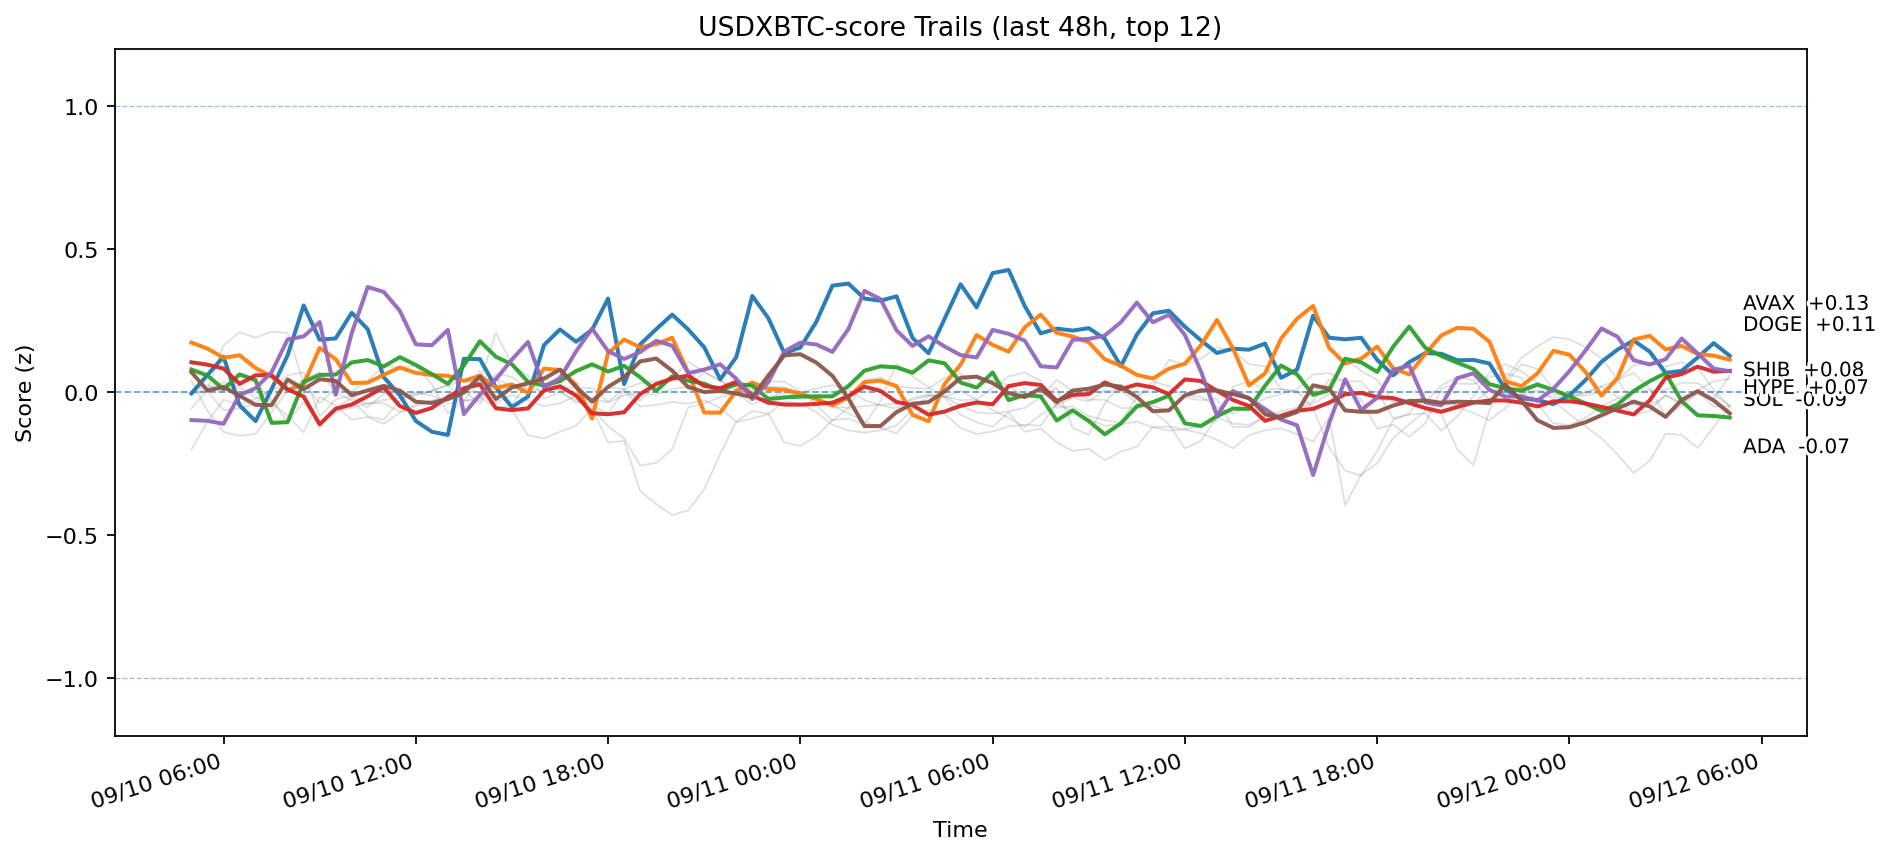 USDXBTC-score Trails (last 48h, top 12)
Score (z)
1.0
0.5
0.0
−0.5
−1.0
AVAX +0.13
DOGE +0.11
SHIB +0.08
HYPE +0.07
SOL -0.09
ADA -0.07
09/10 06:00
09/10 12:00
09/10 18:00
09/11 00:00
09/11 06:00
09/11 12:00
09/11 18:00
09/12 00:00
09/12 06:00
Time